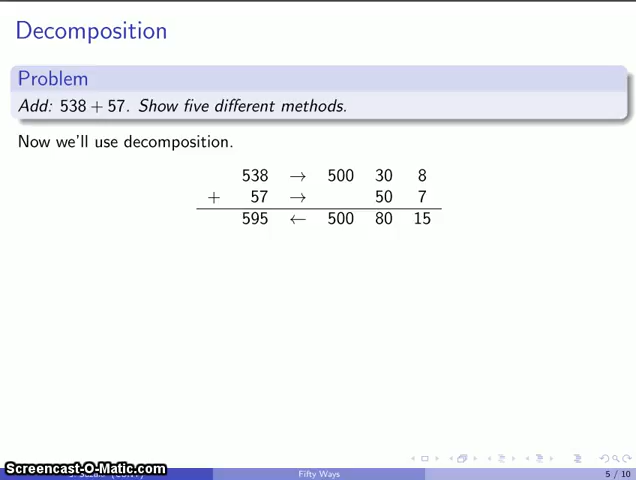 Decomposition
Problem
Add: 538 + 57. Show five different methods.
Now we'll use decomposition.
538 → 500 30 8
+ 57 → 50 7
595 ← 500 80 15
Screencast-O-Matic.com
Fifty Ways
5 / 10